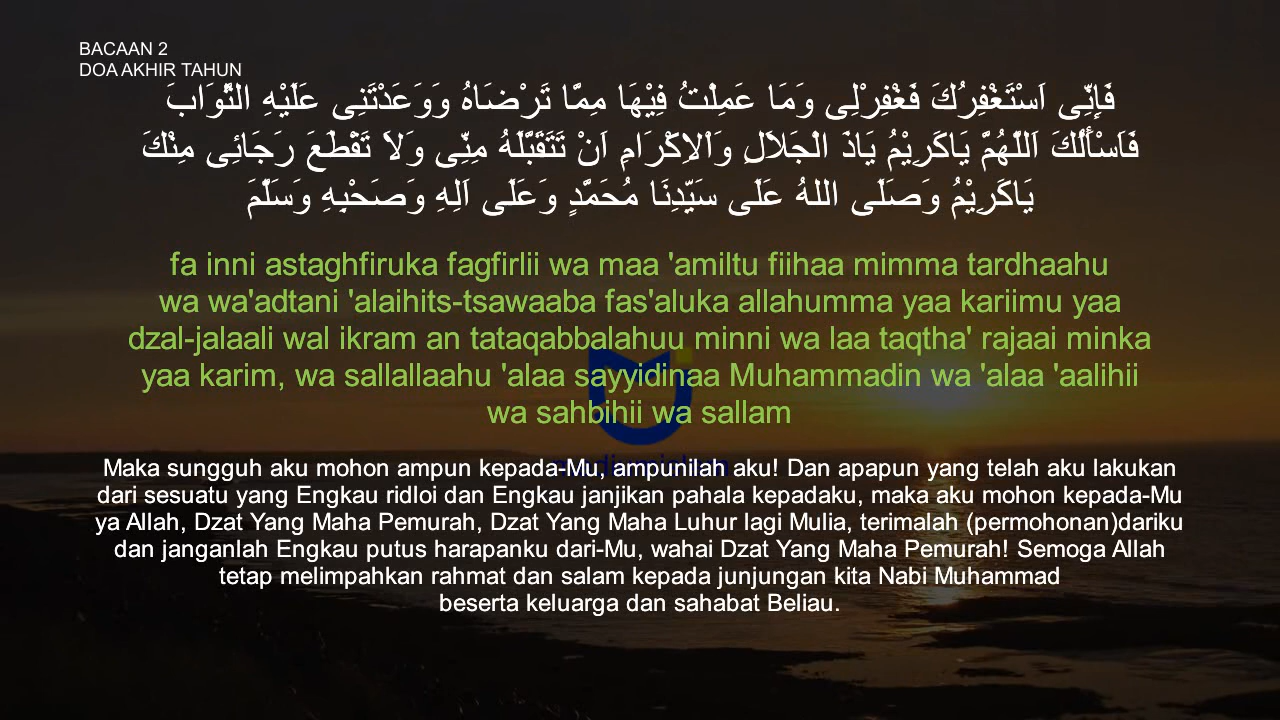 BACAAN 2
DOA AKHIR TAHUN
فَإِنِّى اَسْتَغْفِرُكَ فَغْفِرْلِى وَمَا عَمِلْتُ فِيْهَا مِمَّا تَرْضَاهُ وَوَعَدْتَنِى عَلَيْهِ الثَّوَابَ
فَاَسْأَلُكَ اَللّٰهُمَّ يَاكَرِيْمُ يَاذَ الْجَلاَلِ وَاْلاِكْرَامِ اَنْ تَتَقَبَّلَهُ مِنِّى وَلاَ تَقْطَعَ رَجَائِى مِنْكَ
يَاكَرِيْمُ وَصَلَى اللهُ عَلَى سَيِّدِنَا مُحَمَّدٍ وَعَلَى اَلِهِ وَصَحْبِهِ وَسَلَّمَ
fa inni astaghfiruka fagfirlii wa maa 'amiltu fiihaa mimma tardhaahu
wa wa'adtani 'alaihits-tsawaaba fas'aluka allahumma yaa kariimu yaa
dzal-jalaali wal ikram an tataqabbalahuu minni wa laa taqtha' rajaai minka
yaa karim, wa sallallaahu 'alaa sayyidinaa Muhammadin wa 'alaa 'aalihii
wa sahbihii wa sallam
Maka sungguh aku mohon ampun kepada-Mu, ampunilah aku! Dan apapun yang telah aku lakukan
dari sesuatu yang Engkau ridloi dan Engkau janjikan pahala kepadaku, maka aku mohon kepada-Mu
ya Allah, Dzat Yang Maha Pemurah, Dzat Yang Maha Luhur lagi Mulia, terimalah (permohonan)dariku
dan janganlah Engkau putus harapanku dari-Mu, wahai Dzat Yang Maha Pemurah! Semoga Allah
tetap melimpahkan rahmat dan salam kepada junjungan kita Nabi Muhammad
beserta keluarga dan sahabat Beliau.